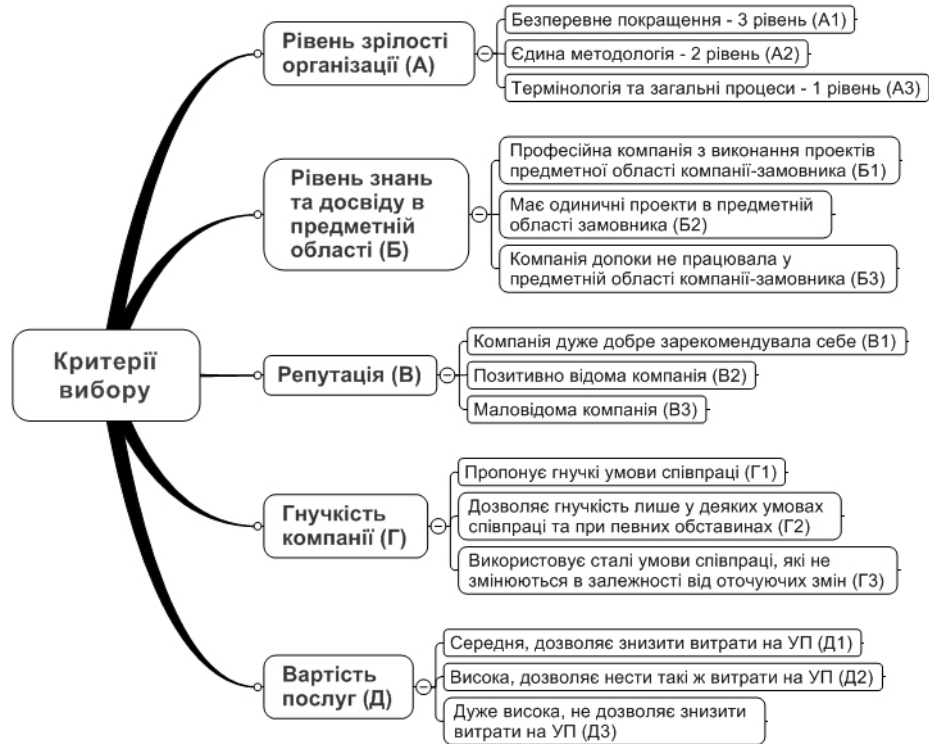 Критерії
вибору
Рівень зрілості
організації (А)
Безперевне покращення - 3 рівень (А1)
Єдина методологія - 2 рівень (А2)
Термінологія та загальні процеси - 1 рівень (А3)
Рівень знань
та досвіду в
предметній
області (Б)
Професійна компанія з виконання проектів
предметної області компанії-замовника (Б1)
Має одиничні проекти в предметній
області замовника (Б2)
Компанія допоки не працювала у
предметній області компанії-замовника (Б3)
Репутація (В)
Компанія дуже добре зарекомендувала себе (В1)
Позитивно відома компанія (В2)
Маловідома компанія (В3)
Гнучкість
компанії (Г)
Пропонує гнучкі умови співпраці (Г1)
Дозволяє гнучкість лише у деяких умовах
співпраці та при певних обставинах (Г2)
Використовує сталі умови співпраці, які не
змінюються в залежності від оточуючих змін (Г3)
Вартість
послуг (Д)
Середня, дозволяє знизити витрати на УП (Д1)
Висока, дозволяє нести такі ж витрати на УП (Д2)
Дуже висока, не дозволяє знизити
витрати на УП (Д3)